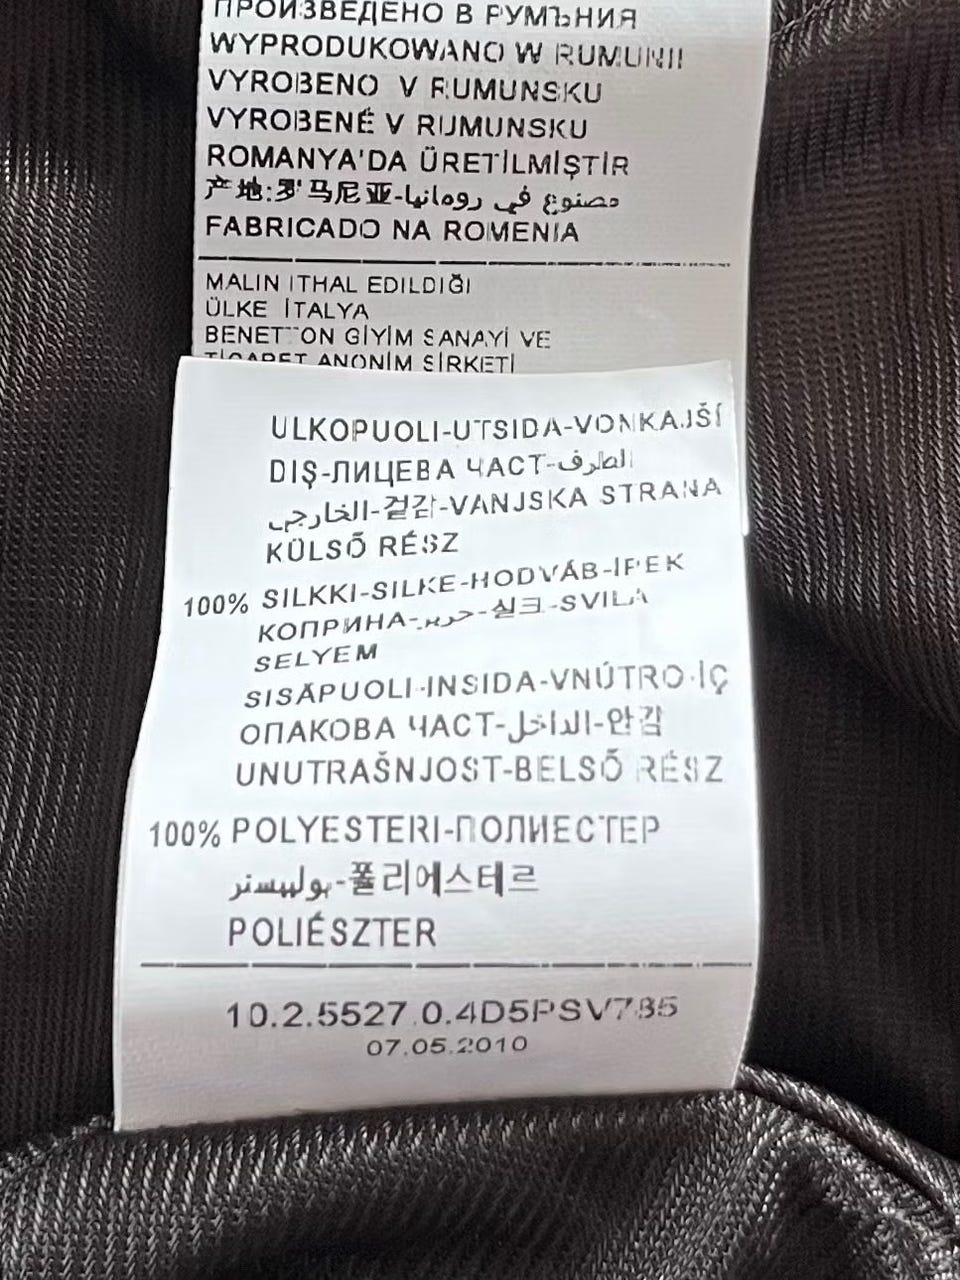 ПРОИЗВЕДЕНО В РУМЪНИЯ
WYPRODUKOWANO W RUMUNII
VYROBENO V RUMUNSKU
VYROBENÉ V RUMUNSKU
ROMANYA'DA ÜRETİLMİŞTİR
产地:罗马尼亚-مصنوع في رومانيا
FABRICADO NA ROMENIA
MALIN ITHAL EDILDIĞI
ÜLKE İTALYA
BENETTON GİYİM SANAYİ VE
TİCARET ANONİM SİRKETİ
ULKOPUOLI-UTSIDA-VONKAJŠÍ
DIŞ-ЛИЦЕВА ЧАСТ-الطرف
الخارجي-겉감-VANJSKA STRANA
KÜLSŐ RÉSZ
100% SILKKI-SILKE-HODVÁB-İPEK
КОПРИНА-حرير-실크-SVILA
SELYEM
SISÄPUOLI-INSIDA-VNÚTRO-İÇ
ОПАКОВА ЧАСТ-الداخل-안감
UNUTRAŠNJOST-BELSŐ RÉSZ
100% POLYESTERI-ПОЛИЕСТЕР
بوليستر-폴리에스테르
POLIÉSZTER
10.2.5527.0.4D5PSV785
07.05.2010